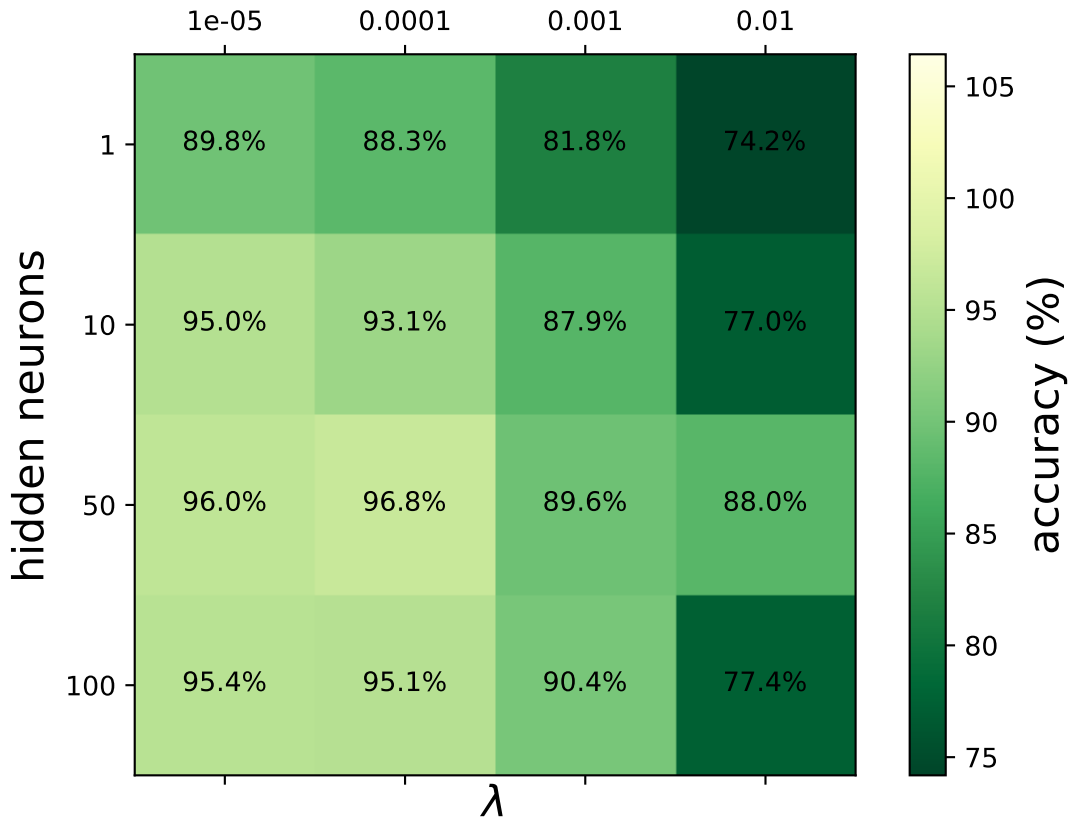 1e-05 0.0001 0.001 0.01
1 89.8% 88.3% 81.8% 74.2%
10 95.0% 93.1% 87.9% 77.0%
50 96.0% 96.8% 89.6% 88.0%
100 95.4% 95.1% 90.4% 77.4%
hidden neurons
λ
105
100
95
90
85
80
75
accuracy (%)